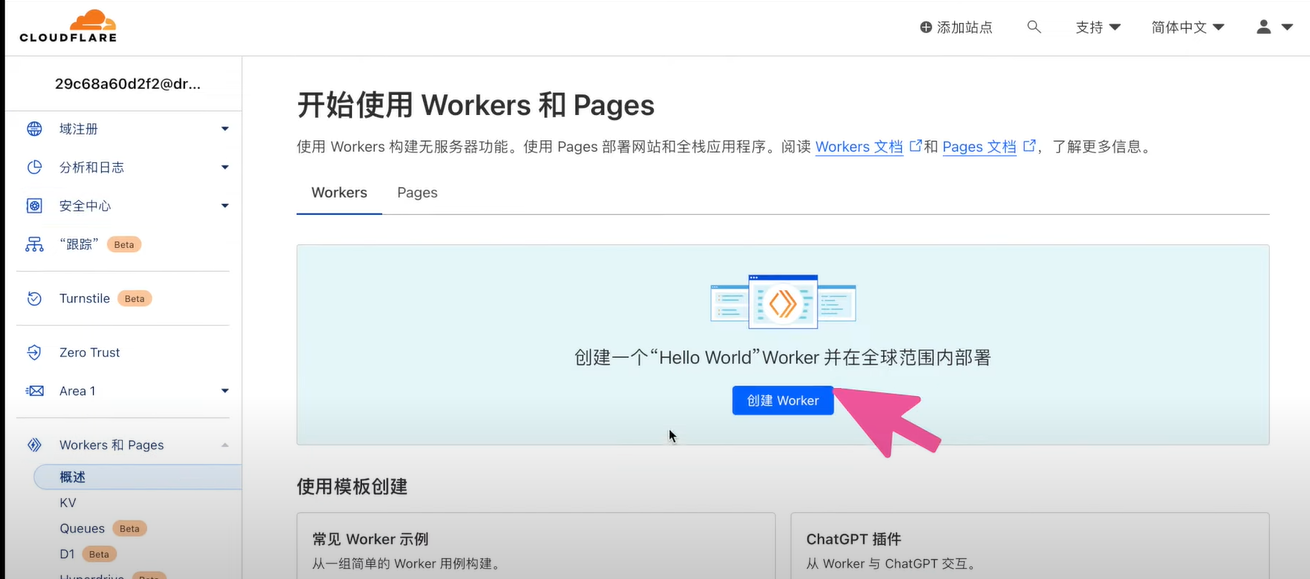 CLOUDFLARE
添加站点
支持
简体中文
29c68a60d2f2@dr...
域注册
分析和日志
安全中心
“跟踪” Beta
Turnstile Beta
Zero Trust
Area 1
Workers 和 Pages
概述
KV
Queues Beta
D1 Beta
Hyperdrive Beta
开始使用 Workers 和 Pages
使用 Workers 构建无服务器功能。使用 Pages 部署网站和全栈应用程序。阅读 Workers 文档 和 Pages 文档 ，了解更多信息。
Workers Pages
创建一个“Hello World”Worker 并在全球范围内部署
创建 Worker
使用模板创建
常见 Worker 示例
从一组简单的 Worker 用例构建。
ChatGPT 插件
从 Worker 与 ChatGPT 交互。